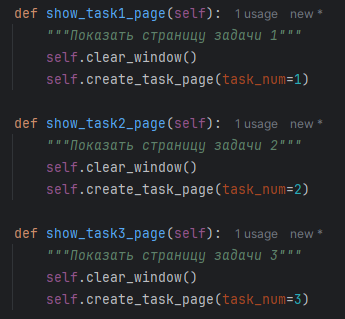 def show_task1_page(self): 1 usage new *
"""Показать страницу задачи 1"""
self.clear_window()
self.create_task_page(task_num=1)
def show_task2_page(self): 1 usage new *
"""Показать страницу задачи 2"""
self.clear_window()
self.create_task_page(task_num=2)
def show_task3_page(self): 1 usage new *
"""Показать страницу задачи 3"""
self.clear_window()
self.create_task_page(task_num=3)